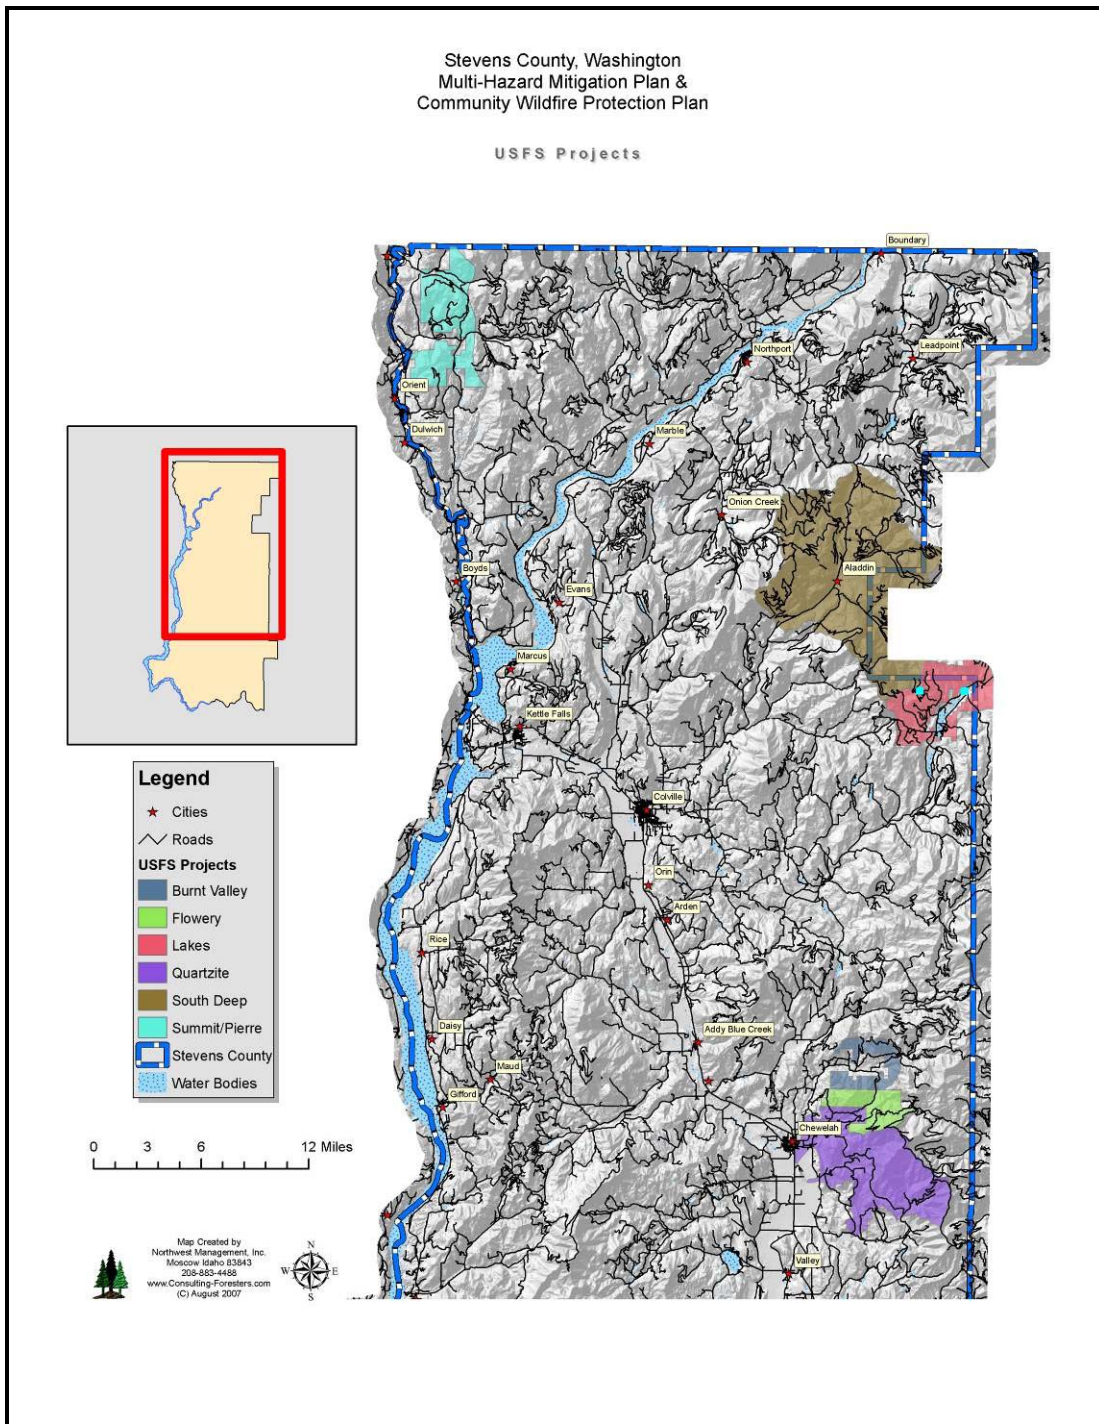 Stevens County, Washington
Multi-Hazard Mitigation Plan &
Community Wildfire Protection Plan
USFS Projects
Boundary
Northport
Leadpoint
Orient
Dulwich
Marble
Onion Creek
Boyds
Evans
Aladdin
Marcus
Kettle Falls
Colville
Orin
Arden
Rice
Daisy
Addy Blue Creek
Maud
Gifford
Chewelah
Valley
Legend
Cities
Roads
USFS Projects
Burnt Valley
Flowery
Lakes
Quartzite
South Deep
Summit/Pierre
Stevens County
Water Bodies
0 3 6 12 Miles
Map Created by
Northwest Management, Inc.
Moscow Idaho 83843
208-883-4488
www.Consulting-Foresters.com
(C) August 2007
N
W E
S